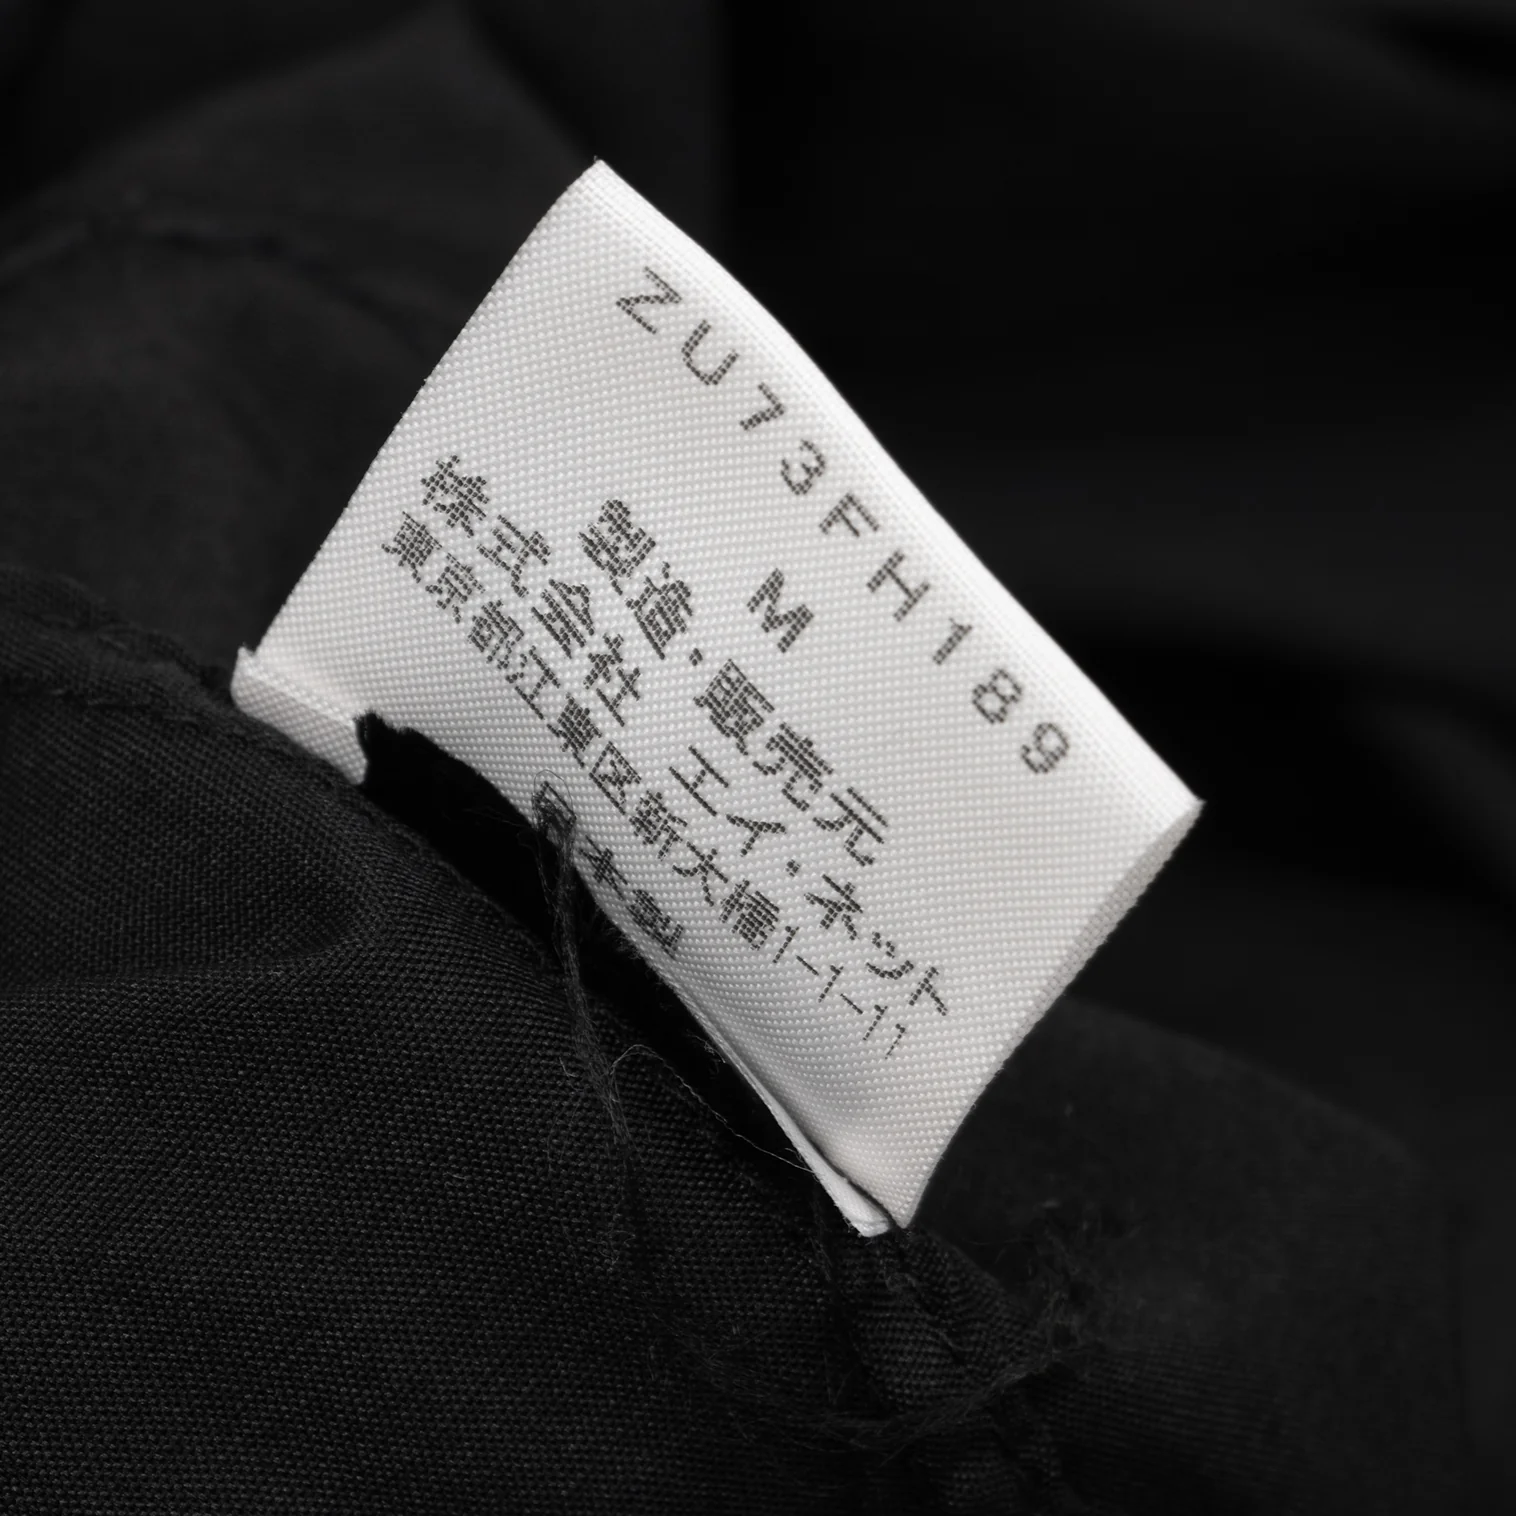 ZU73FH189
M
製造・販売元
株式会社 エイ・ネット
東京都江東区新大橋1-1-11
日本製